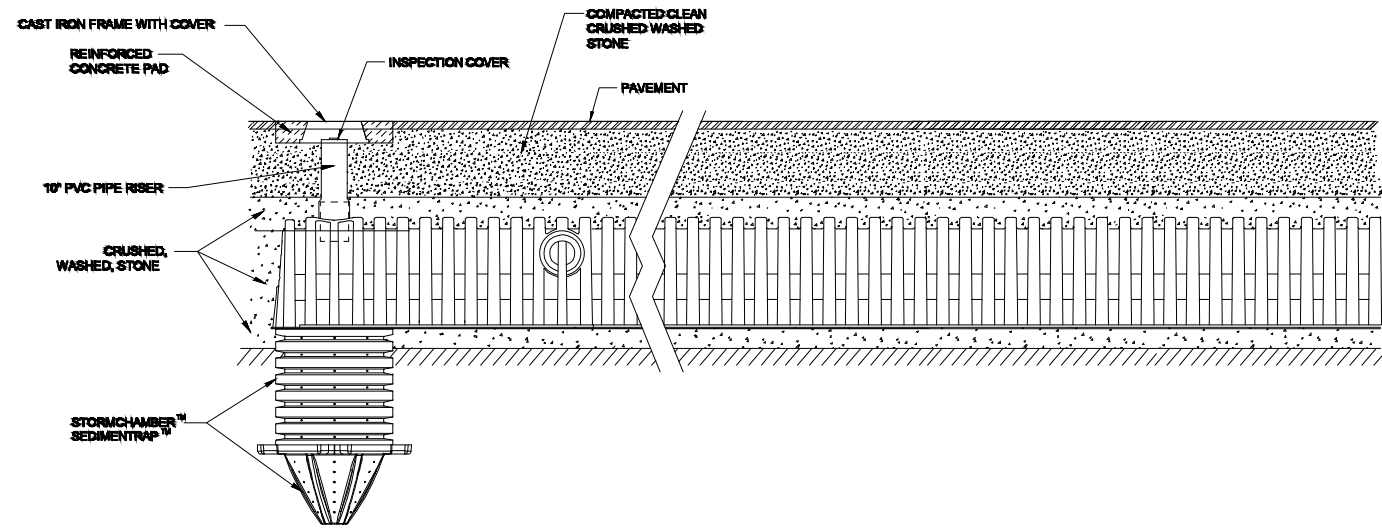 CAST IRON FRAME WITH COVER
REINFORCED
CONCRETE PAD
INSPECTION COVER
COMPACTED CLEAN
CRUSHED WASHED
STONE
PAVEMENT
10" PVC PIPE RISER
CRUSHED,
WASHED, STONE
STORMCHAMBER™
SEDIMENTRAP™